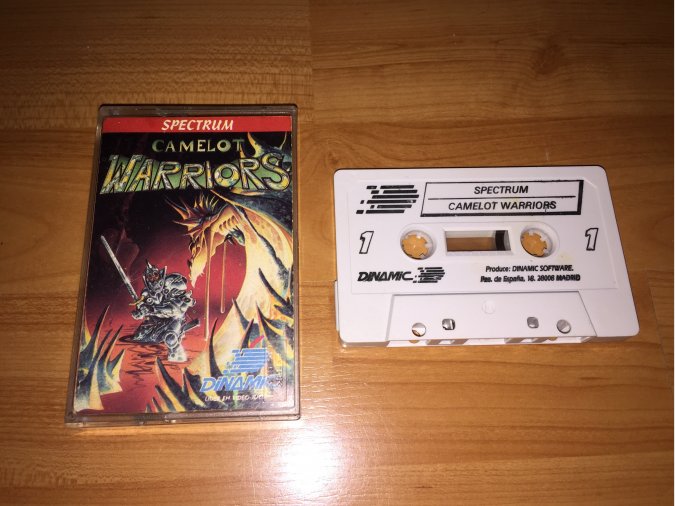 SPECTRUM
CAMELOT
WARRIORS
DINAMIC
SPECTRUM
CAMELOT WARRIORS
1
1
DINAMIC
Produce: DINAMIC SOFTWARE.
Pza. de España, 18. 28008 MADRID